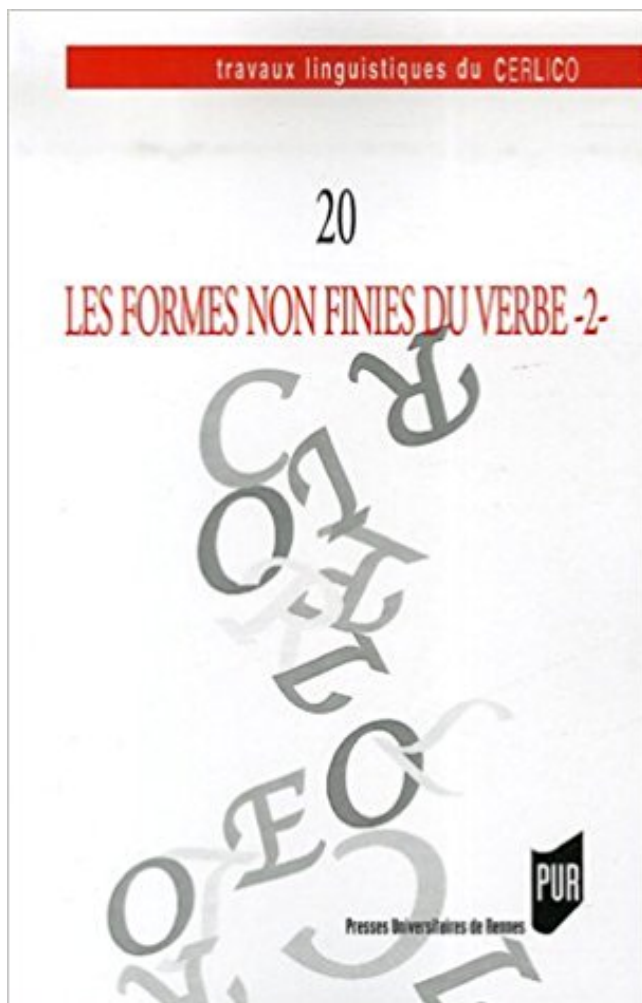 travaux linguistiques du CERLICO
20
LES FORMES NON FINIES DU VERBE -2-
C
R
L
O
I
C
R
L
O
E
O
C
PUR
Presses Universitaires de Rennes